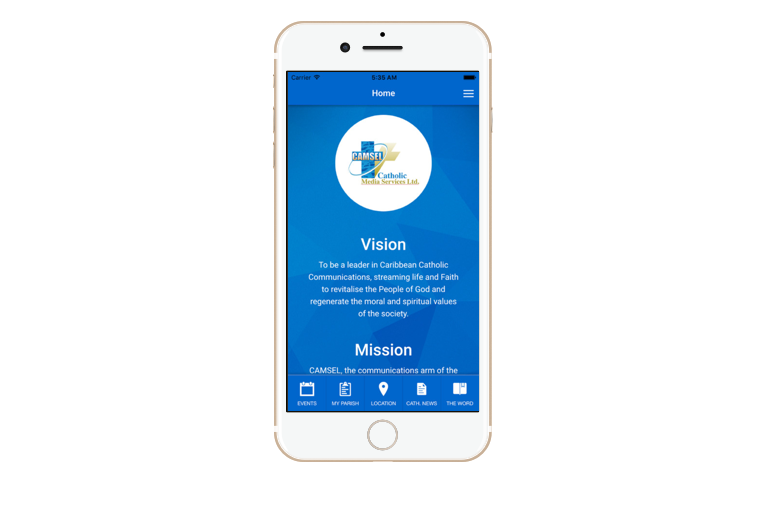 Carrier 5:35 AM
Home
CAMSEL
Catholic
Media Services Ltd.
Vision
To be a leader in Caribbean Catholic
Communications, streaming life and Faith
to revitalise the People of God and
regenerate the moral and spiritual values
of the society.
Mission
CAMSEL, the communications arm of the
EVENTS MY PARISH LOCATION CATH. NEWS THE WORD